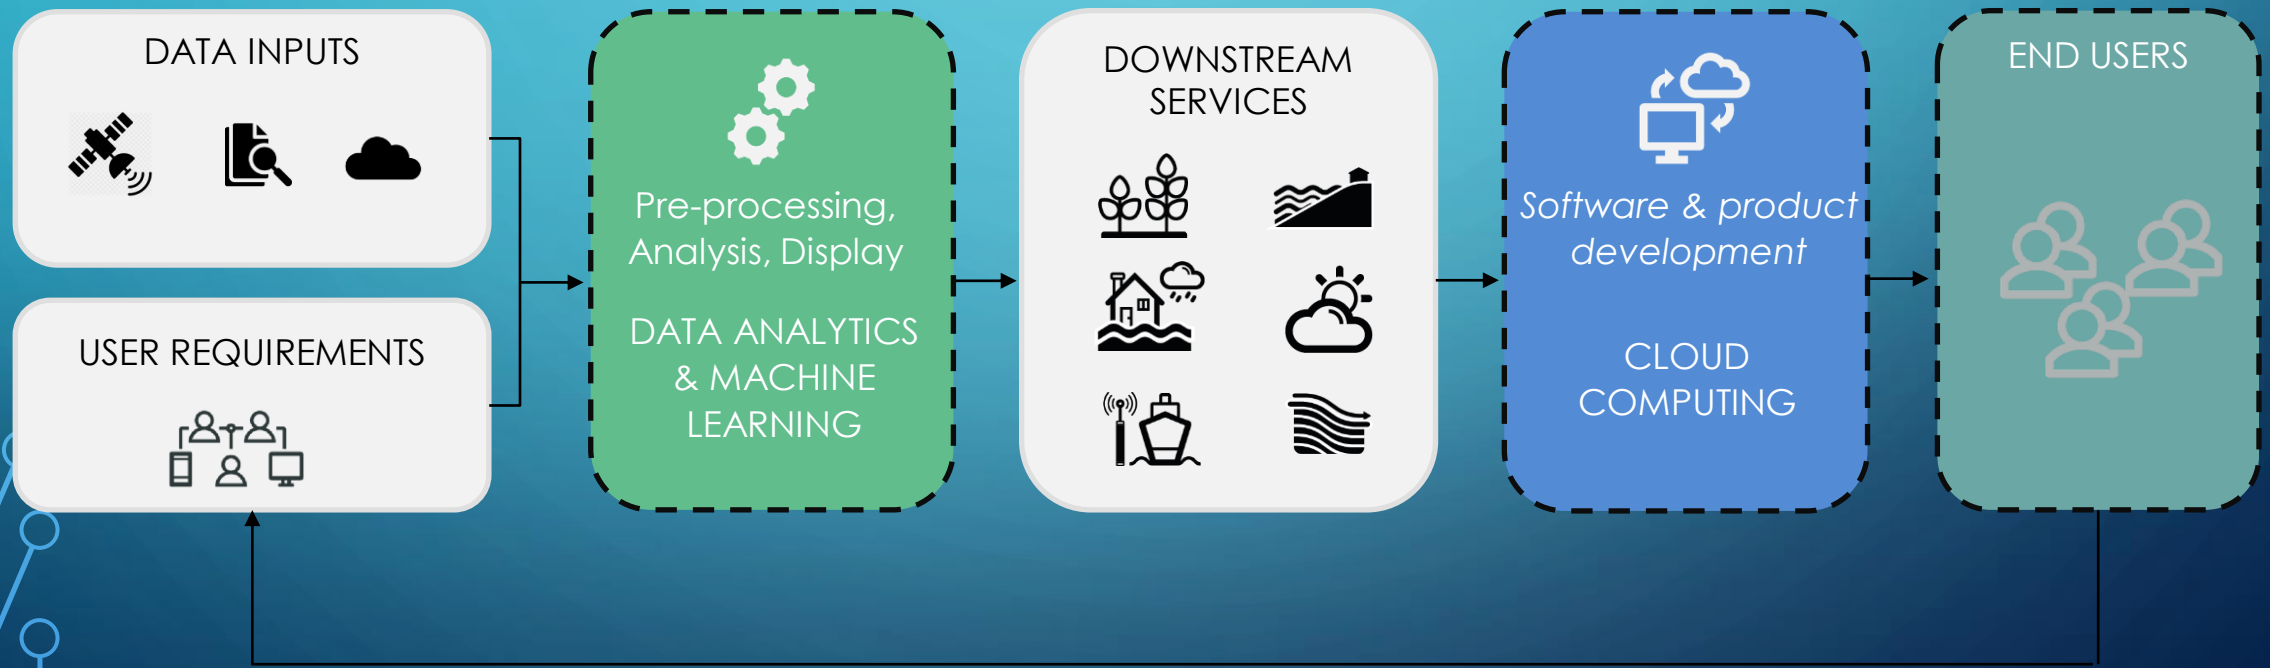 DATA INPUTS
USER REQUIREMENTS
Pre-processing,
Analysis, Display
DATA ANALYTICS
& MACHINE
LEARNING
DOWNSTREAM
SERVICES
Software & product
development
CLOUD
COMPUTING
END USERS